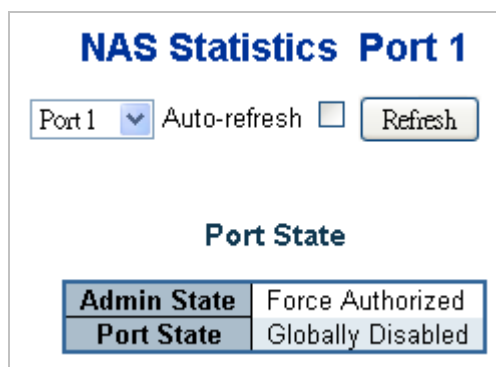 NAS Statistics Port 1
Port 1 Auto-refresh Refresh
Port State
Admin State Force Authorized
Port State Globally Disabled